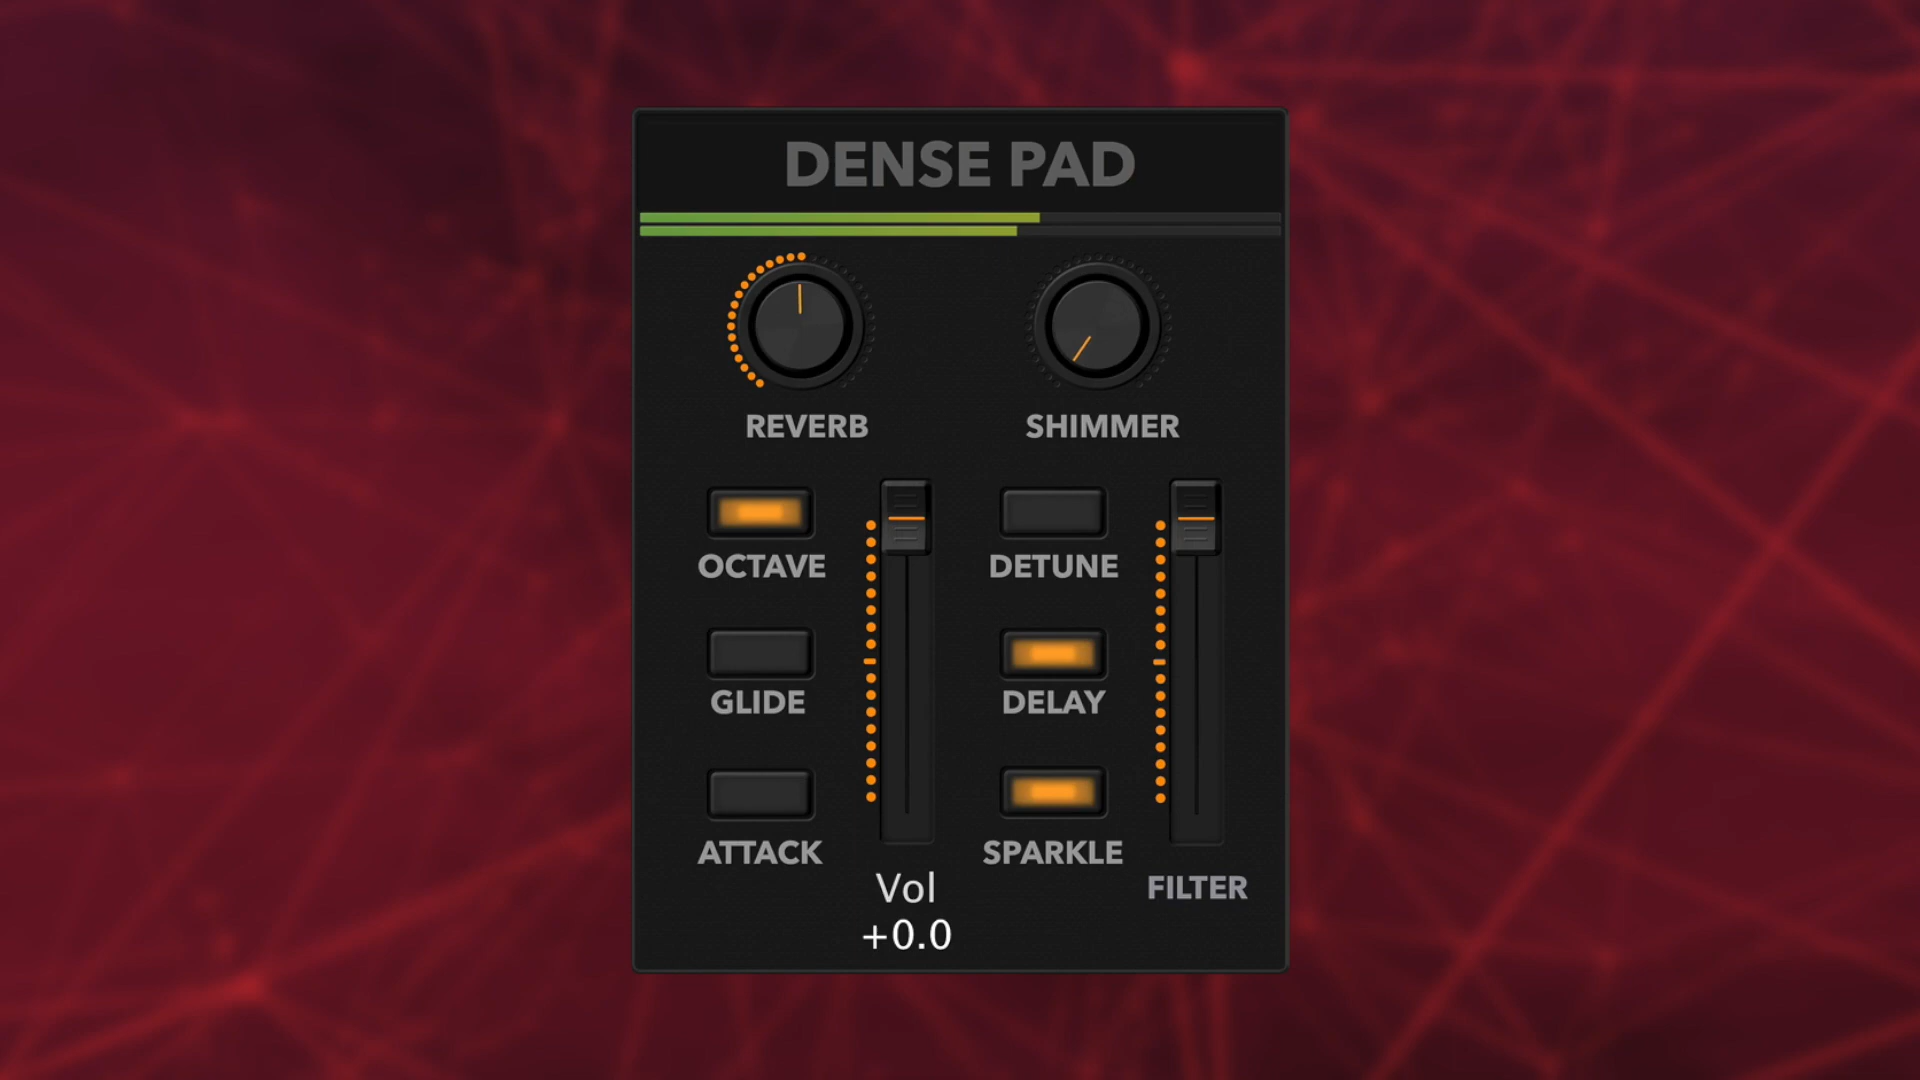 DENSE PAD
REVERB
SHIMMER
OCTAVE
DETUNE
GLIDE
DELAY
ATTACK
SPARKLE
Vol
+0.0
FILTER